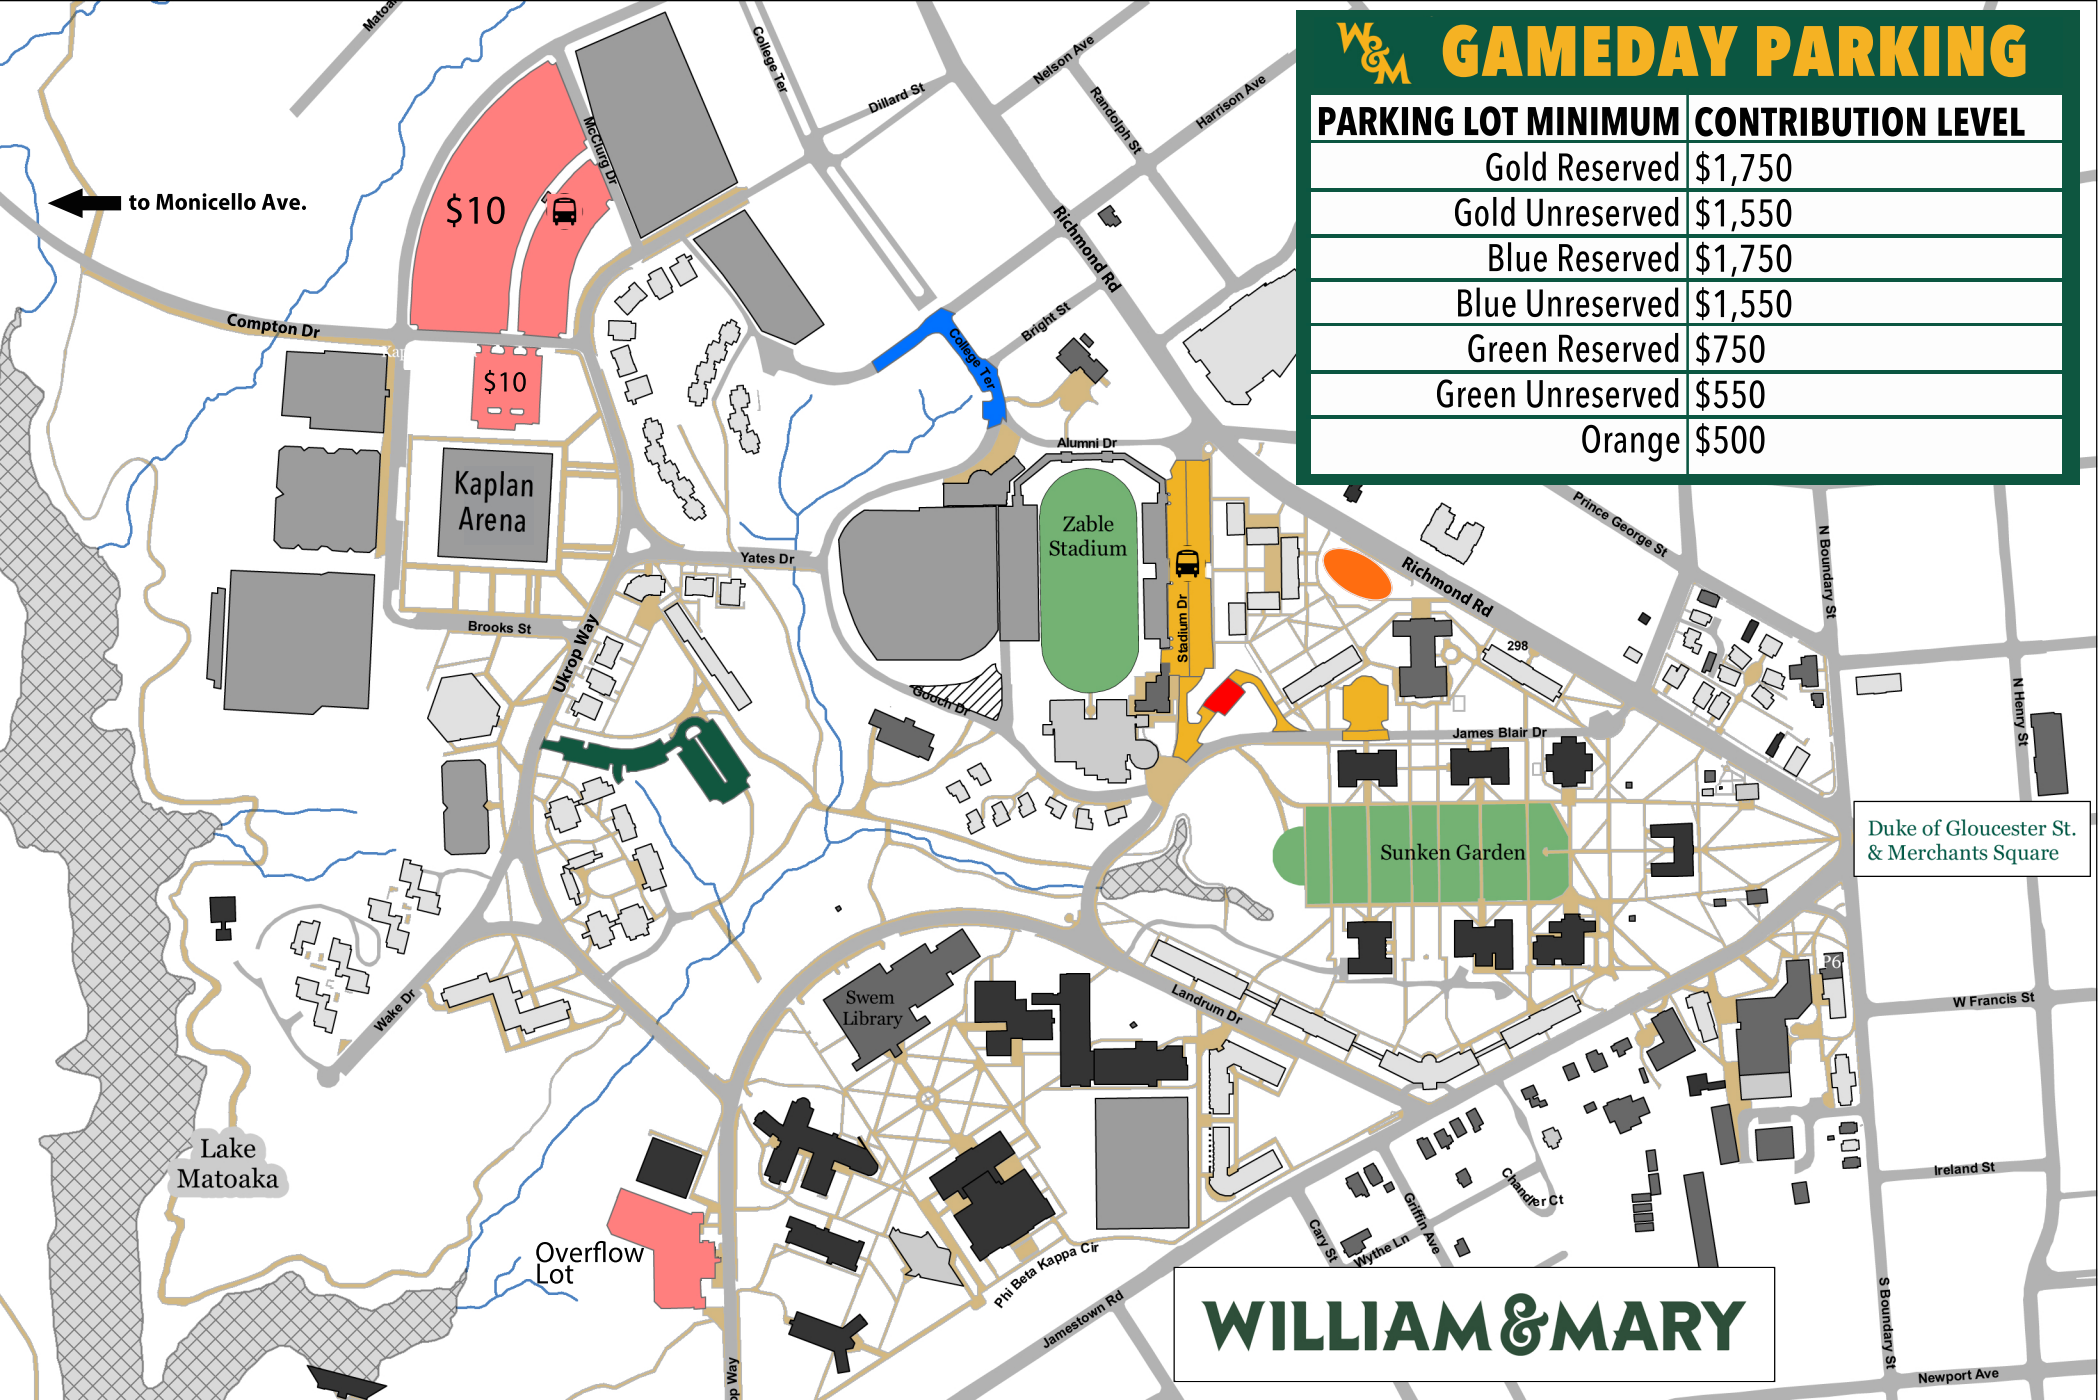 W&M GAMEDAY PARKING
PARKING LOT MINIMUM CONTRIBUTION LEVEL
Gold Reserved $1,750
Gold Unreserved $1,550
Blue Reserved $1,750
Blue Unreserved $1,550
Green Reserved $750
Green Unreserved $550
Orange $500
College Ter
Dillard St
Nelson Ave
Randolph St
Harrison Ave
McClurg Dr
to Monicello Ave.
$10
Richmond Rd
Compton Dr
Bright St
College Ter
$10
Kaplan
Arena
Alumni Dr
Zable
Stadium
Stadium Dr
Yates Dr
Brooks St
Ukrop Way
Gooch Dr
Richmond Rd
298
James Blair Dr
Prince George St
N Boundary St
N Henry St
Sunken Garden
Duke of Gloucester St.
& Merchants Square
P6
Wake Dr
Swem
Library
Landrum Dr
W Francis St
Lake
Matoaka
Ireland St
Chandler Ct
Griffin Ave
Cary St
Wythe Ln
Overflow
Lot
Phi Beta Kappa Cir
Jamestown Rd
WILLIAM & MARY
S Boundary St
Newport Ave